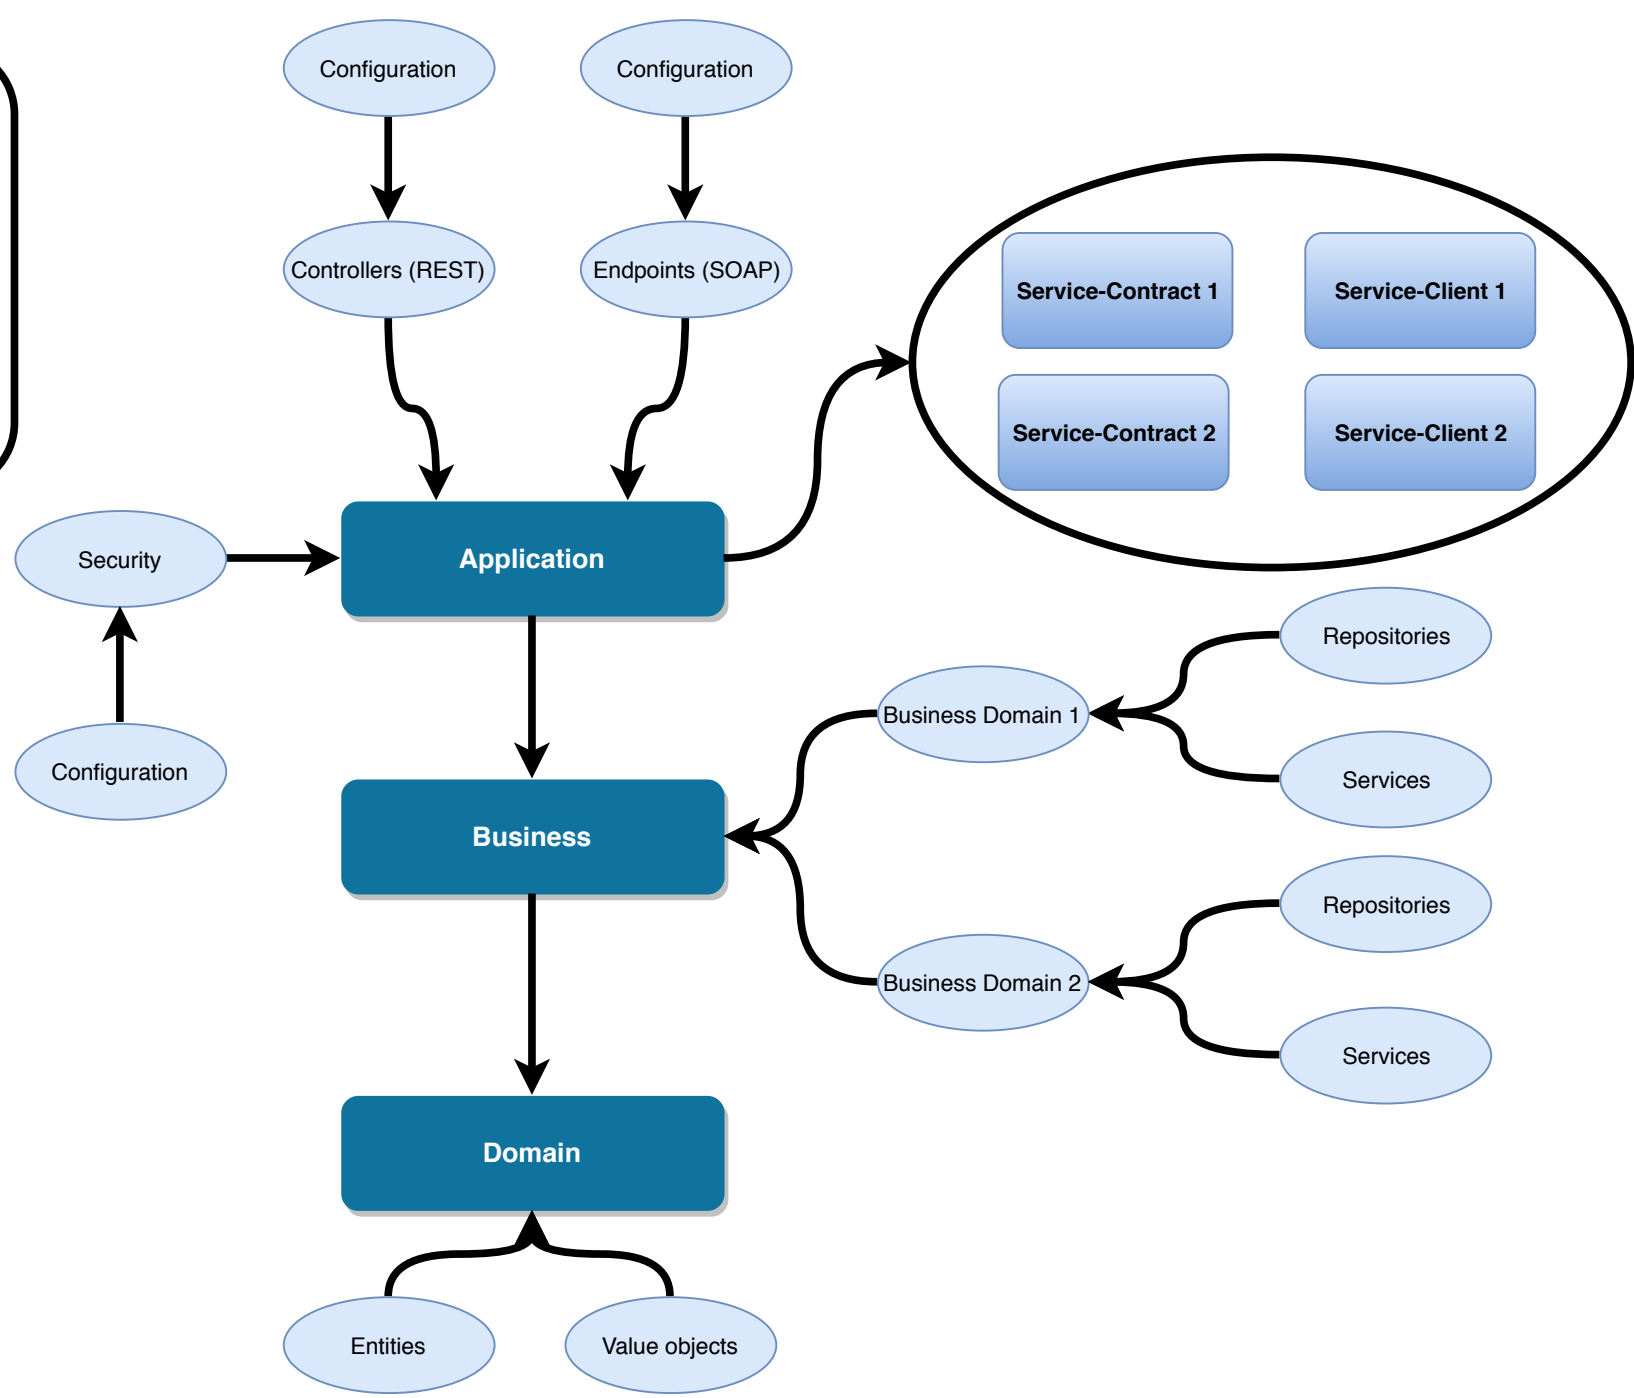 Configuration
Configuration
Controllers (REST)
Endpoints (SOAP)
Service-Contract 1
Service-Client 1
Service-Contract 2
Service-Client 2
Security
Application
Repositories
Business Domain 1
Configuration
Services
Business
Repositories
Business Domain 2
Services
Domain
Entities
Value objects